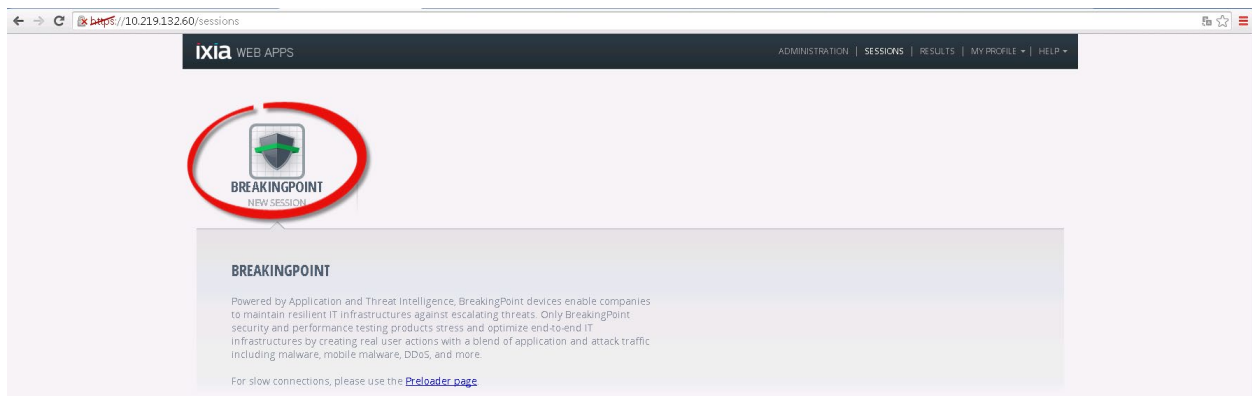 https://10.219.132.60/sessions
IXIA WEB APPS
ADMINISTRATION | SESSIONS | RESULTS | MY PROFILE | HELP
BREAKINGPOINT
NEW SESSION
BREAKINGPOINT
Powered by Application and Threat Intelligence, BreakingPoint devices enable companies
to maintain resilient IT infrastructures against escalating threats. Only BreakingPoint
security and performance testing products stress and optimize end-to-end IT
infrastructures by creating real user actions with a blend of application and attack traffic
including malware, mobile malware, DDoS, and more.
For slow connections, please use the Preloader page